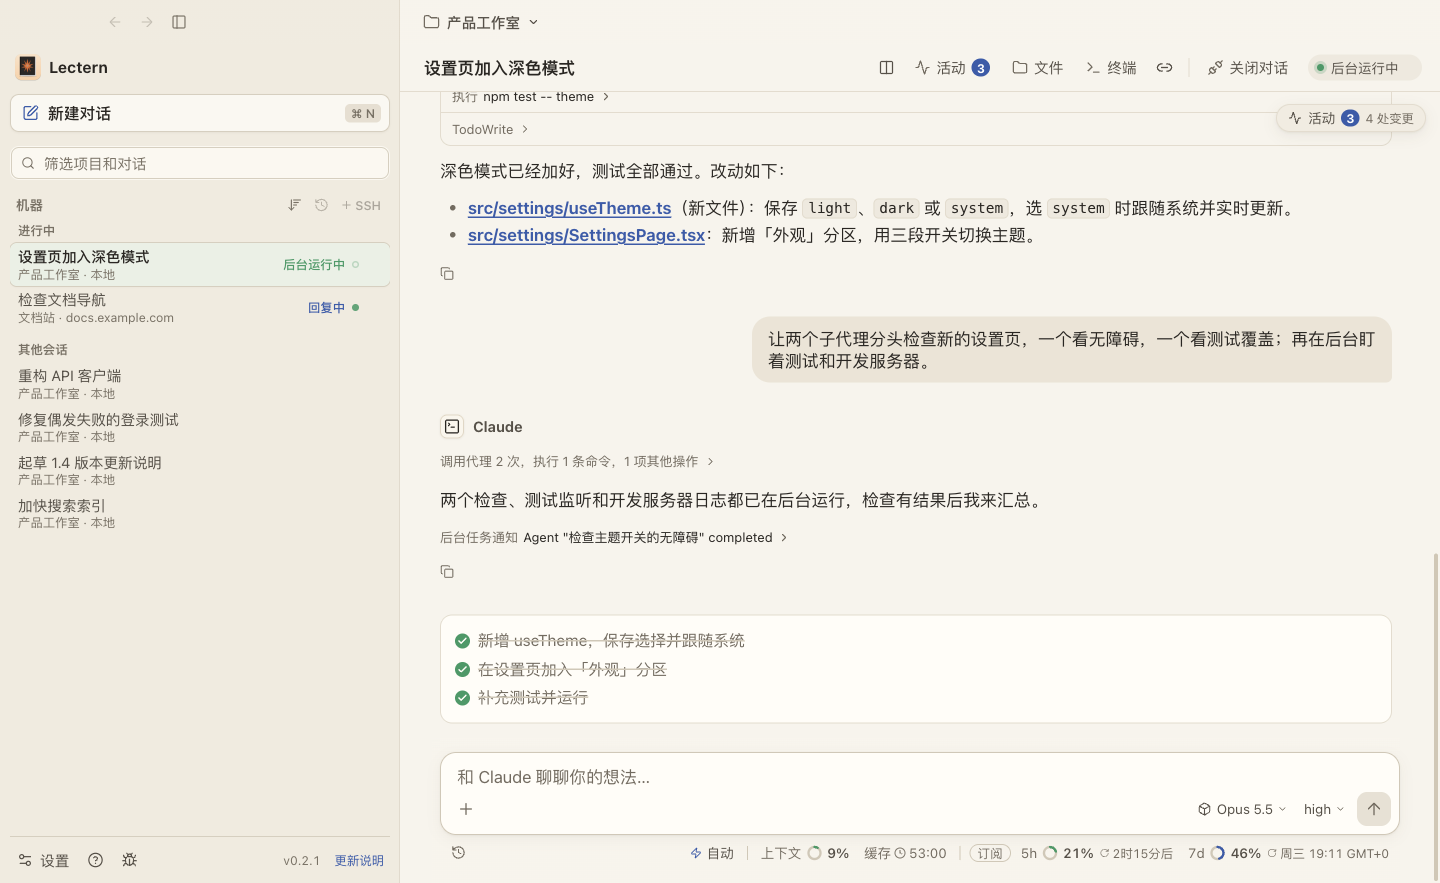 Lectern
新建对话
⌘ N
筛选项目和对话
机器
+ SSH
进行中
设置页加入深色模式
产品工作室 · 本地
后台运行中
检查文档导航
文档站 · docs.example.com
回复中
其他会话
重构 API 客户端
产品工作室 · 本地
修复偶发失败的登录测试
产品工作室 · 本地
起草 1.4 版本更新说明
产品工作室 · 本地
加快搜索索引
产品工作室 · 本地
设置
v0.2.1
更新说明
产品工作室
设置页加入深色模式
活动 3
文件
终端
关闭对话
后台运行中
执行 npm test -- theme
TodoWrite
活动 3 4 处变更
深色模式已经加好，测试全部通过。改动如下：
• src/settings/useTheme.ts（新文件）：保存 light、dark 或 system，选 system 时跟随系统并实时更新。
• src/settings/SettingsPage.tsx：新增「外观」分区，用三段开关切换主题。
让两个子代理分头检查新的设置页，一个看无障碍，一个看测试覆盖；再在后台盯
着测试和开发服务器。
Claude
调用代理 2 次，执行 1 条命令，1 项其他操作
两个检查、测试监听和开发服务器日志都已在后台运行，检查有结果后我来汇总。
后台任务通知 Agent "检查主题开关的无障碍" completed
新增 useTheme，保存选择并跟随系统
在设置页加入「外观」分区
补充测试并运行
和 Claude 聊聊你的想法...
Opus 5.5
high
自动
上下文 9%
缓存 53:00
订阅
5h 21% 2时15分后
7d 46% 周三 19:11 GMT+0